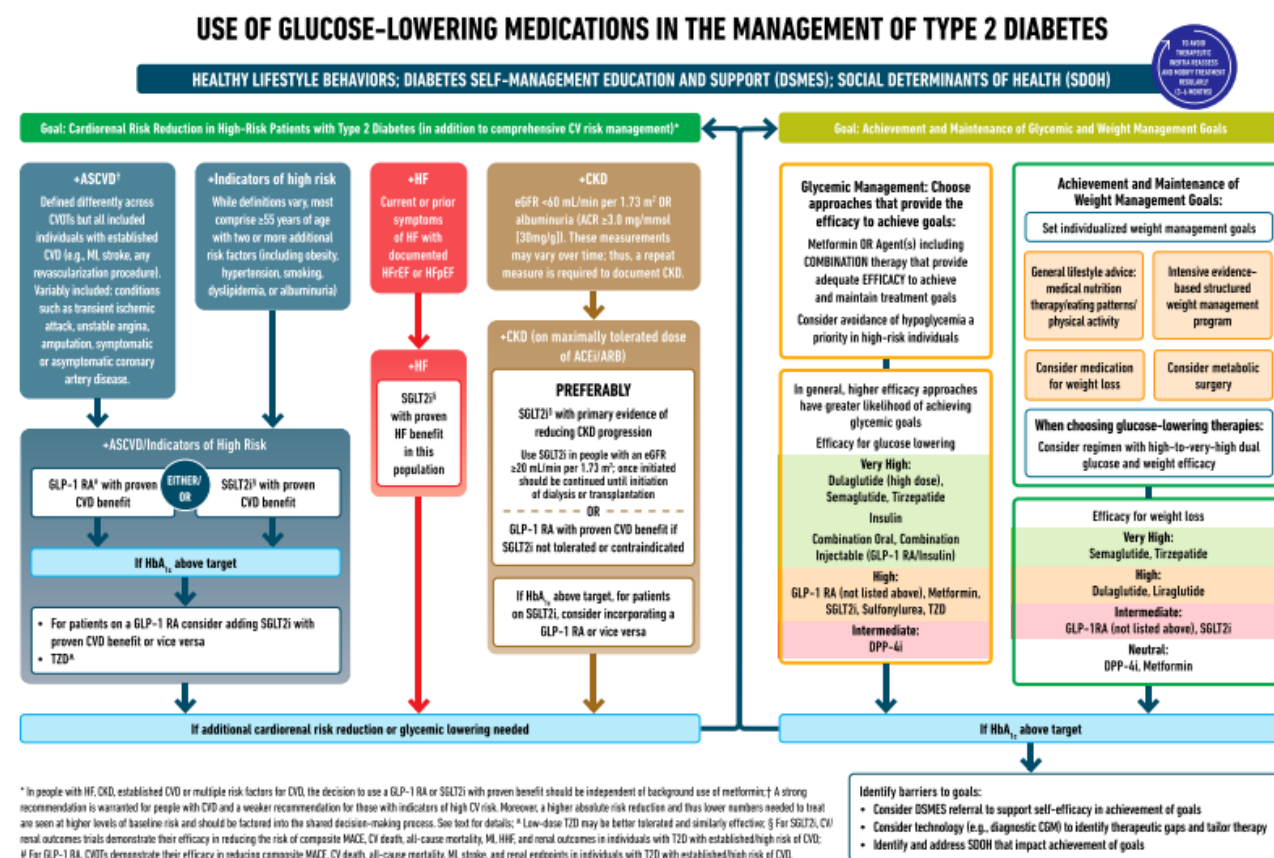 USE OF GLUCOSE-LOWERING MEDICATIONS IN THE MANAGEMENT OF TYPE 2 DIABETES
TO AVOID
THERAPEUTIC
INERTIA REASSESS
AND MODIFY TREATMENT
REGULARLY
(3-6 MONTHS)
HEALTHY LIFESTYLE BEHAVIORS; DIABETES SELF-MANAGEMENT EDUCATION AND SUPPORT (DSMES); SOCIAL DETERMINANTS OF HEALTH (SDOH)
Goal: Cardiorenal Risk Reduction in High-Risk Patients with Type 2 Diabetes (in addition to comprehensive CV risk management)*
+ASCVD†
Defined differently across
CVOTs but all included
individuals with established
CVD (e.g., MI, stroke, any
revascularization procedure).
Variably included: conditions
such as transient ischemic
attack, unstable angina,
amputation, symptomatic
or asymptomatic coronary
artery disease.
+Indicators of high risk
While definitions vary, most
comprise ≥55 years of age
with two or more additional
risk factors (including obesity,
hypertension, smoking,
dyslipidemia, or albuminuria)
+ASCVD/Indicators of High Risk
GLP-1 RA# with proven
CVD benefit
EITHER/
OR
SGLT2i§ with proven
CVD benefit
If HbA1c above target
• For patients on a GLP-1 RA consider adding SGLT2i with
proven CVD benefit or vice versa
• TZD^
+HF
Current or prior
symptoms
of HF with
documented
HFrEF or HFpEF
+HF
SGLT2i§
with proven
HF benefit
in this
population
+CKD
eGFR <60 mL/min per 1.73 m² OR
albuminuria (ACR ≥3.0 mg/mmol
[30mg/g]). These measurements
may vary over time; thus, a repeat
measure is required to document CKD.
+CKD (on maximally tolerated dose
of ACEi/ARB)
PREFERABLY
SGLT2i§ with primary evidence of
reducing CKD progression
Use SGLT2i in people with an eGFR
≥20 mL/min per 1.73 m²; once initiated
should be continued until initiation
of dialysis or transplantation
OR
GLP-1 RA with proven CVD benefit if
SGLT2i not tolerated or contraindicated
If HbA1c above target, for patients
on SGLT2i, consider incorporating a
GLP-1 RA or vice versa
If additional cardiorenal risk reduction or glycemic lowering needed
Goal: Achievement and Maintenance of Glycemic and Weight Management Goals
Glycemic Management: Choose
approaches that provide the
efficacy to achieve goals:
Metformin OR Agent(s) including
COMBINATION therapy that provide
adequate EFFICACY to achieve
and maintain treatment goals
Consider avoidance of hypoglycemia a
priority in high-risk individuals
In general, higher efficacy approaches
have greater likelihood of achieving
glycemic goals
Efficacy for glucose lowering
Very High:
Dulaglutide (high dose),
Semaglutide, Tirzepatide
Insulin
Combination Oral, Combination
Injectable (GLP-1 RA/Insulin)
High:
GLP-1 RA (not listed above), Metformin,
SGLT2i, Sulfonylurea, TZD
Intermediate:
DPP-4i
Achievement and Maintenance of
Weight Management Goals:
Set individualized weight management goals
General lifestyle advice:
medical nutrition
therapy/eating patterns/
physical activity
Intensive evidence-
based structured
weight management
program
Consider medication
for weight loss
Consider metabolic
surgery
When choosing glucose-lowering therapies:
Consider regimen with high-to-very-high dual
glucose and weight efficacy
Efficacy for weight loss
Very High:
Semaglutide, Tirzepatide
High:
Dulaglutide, Liraglutide
Intermediate:
GLP-1RA (not listed above), SGLT2i
Neutral:
DPP-4i, Metformin
If HbA1c above target
Identify barriers to goals:
• Consider DSMES referral to support self-efficacy in achievement of goals
• Consider technology (e.g., diagnostic CGM) to identify therapeutic gaps and tailor therapy
• Identify and address SDOH that impact achievement of goals
* In people with HF, CKD, established CVD or multiple risk factors for CVD, the decision to use a GLP-1 RA or SGLT2i with proven benefit should be independent of background use of metformin;† A strong
recommendation is warranted for people with CVD and a weaker recommendation for those with indicators of high CV risk. Moreover, a higher absolute risk reduction and thus lower numbers needed to treat
are seen at higher levels of baseline risk and should be factored into the shared decision-making process. See text for details; ^ Low-dose TZD may be better tolerated and similarly effective; § For SGLT2i, CV/
renal outcomes trials demonstrate their efficacy in reducing the risk of composite MACE, CV death, all-cause mortality, MI, HHF, and renal outcomes in individuals with T2D with established/high risk of CVD;
# For GLP-1 RA, CVOTs demonstrate their efficacy in reducing composite MACE, CV death, all-cause mortality, MI, stroke, and renal endpoints in individuals with T2D with established/high risk of CVD.